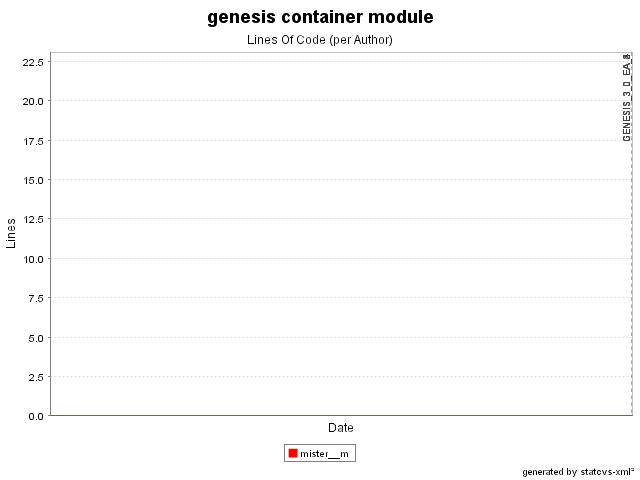 genesis container module
Lines Of Code (per Author)
22.5
20.0
17.5
15.0
12.5
10.0
7.5
5.0
2.5
0.0
Lines
GENESIS_3_0_EA_
Date
mister__m
generated by statcvs-xml²